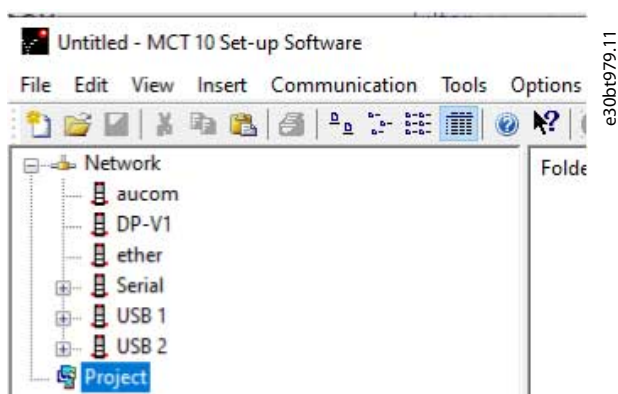 Untitled - MCT 10 Set-up Software
File Edit View Insert Communication Tools Options
Network
aucom
DP-V1
ether
Serial
USB 1
USB 2
Project
Folde
e30bt979.11